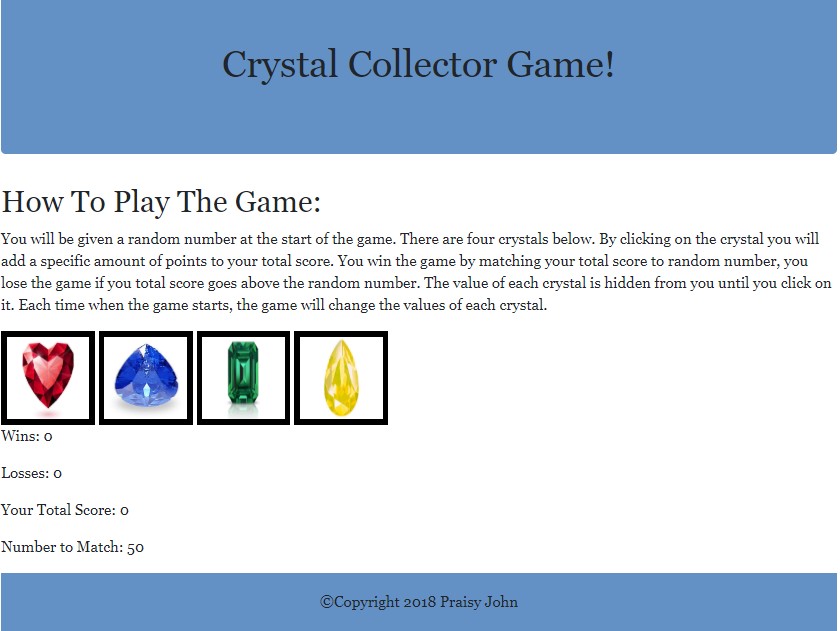 Crystal Collector Game!
How To Play The Game:
You will be given a random number at the start of the game. There are four crystals below. By clicking on the crystal you will
add a specific amount of points to your total score. You win the game by matching your total score to random number, you
lose the game if you total score goes above the random number. The value of each crystal is hidden from you until you click on
it. Each time when the game starts, the game will change the values of each crystal.
Wins: 0
Losses: 0
Your Total Score: 0
Number to Match: 50
©Copyright 2018 Praisy John